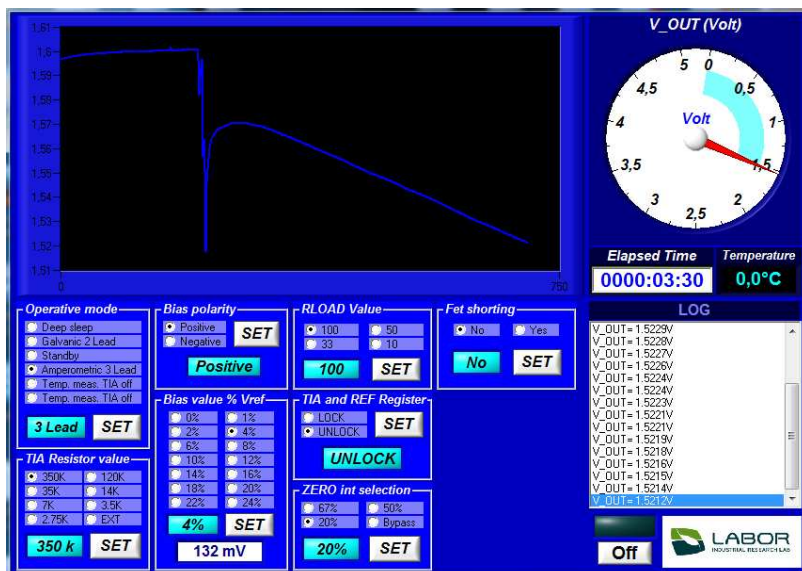 1,61
1,6
1,59
1,58
1,57
1,56
1,55
1,54
1,53
1,52
1,51
0
750
V_OUT (Volt)
5 0
4,5 0,5
4 1
Volt
3,5 1,5
3 2
2,5
Elapsed Time Temperature
0000:03:30 0,0°C
Operative mode
Deep sleep
Galvanic 2 Lead
Standby
Amperometric 3 Lead
Temp. meas. TIA off
Temp. meas. TIA off
3 Lead SET
TIA Resistor value
350K 120K
35K 14K
7K 3.5K
2.75K EXT
350 k SET
Bias polarity
Positive
Negative
SET
Positive
Bias value % Vref
0% 1%
2% 4%
6% 8%
10% 12%
14% 16%
18% 20%
22% 24%
4% SET
132 mV
RLOAD Value
100 50
33 10
100 SET
TIA and REF Register
LOCK
UNLOCK
SET
UNLOCK
ZERO int selection
67% 50%
20% Bypass
20% SET
Fet shorting
No Yes
No SET
LOG
V_OUT= 1.5229V
V_OUT= 1.5228V
V_OUT= 1.5227V
V_OUT= 1.5226V
V_OUT= 1.5224V
V_OUT= 1.5224V
V_OUT= 1.5223V
V_OUT= 1.5221V
V_OUT= 1.5221V
V_OUT= 1.5219V
V_OUT= 1.5218V
V_OUT= 1.5216V
V_OUT= 1.5215V
V_OUT= 1.5214V
V_OUT= 1.5212V
Off
LABOR
INDUSTRIAL RESEARCH LAB